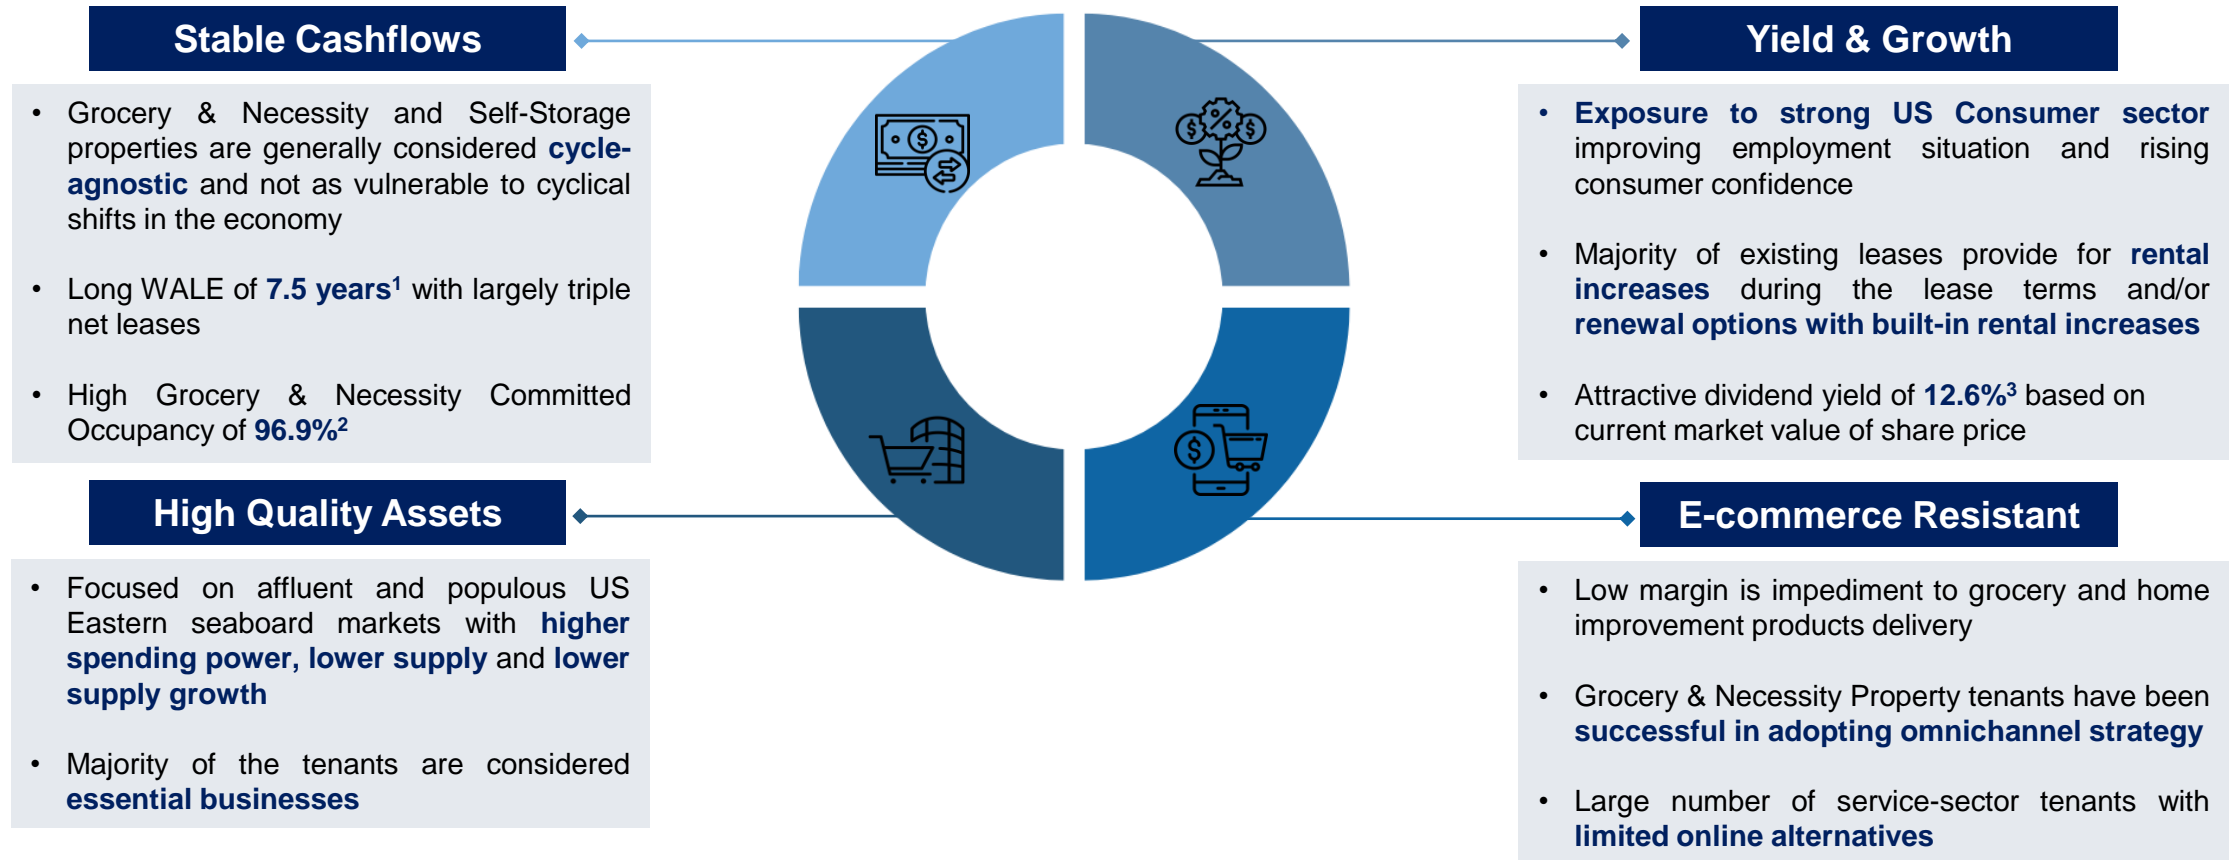 Stable Cashflows
• Grocery & Necessity and Self-Storage
properties are generally considered cycle-
agnostic and not as vulnerable to cyclical
shifts in the economy
• Long WALE of 7.5 years¹ with largely triple
net leases
• High Grocery & Necessity Committed
Occupancy of 96.9%²
Yield & Growth
• Exposure to strong US Consumer sector
improving employment situation and rising
consumer confidence
• Majority of existing leases provide for rental
increases during the lease terms and/or
renewal options with built-in rental increases
• Attractive dividend yield of 12.6%³ based on
current market value of share price
High Quality Assets
• Focused on affluent and populous US
Eastern seaboard markets with higher
spending power, lower supply and lower
supply growth
• Majority of the tenants are considered
essential businesses
E-commerce Resistant
• Low margin is impediment to grocery and home
improvement products delivery
• Grocery & Necessity Property tenants have been
successful in adopting omnichannel strategy
• Large number of service-sector tenants with
limited online alternatives